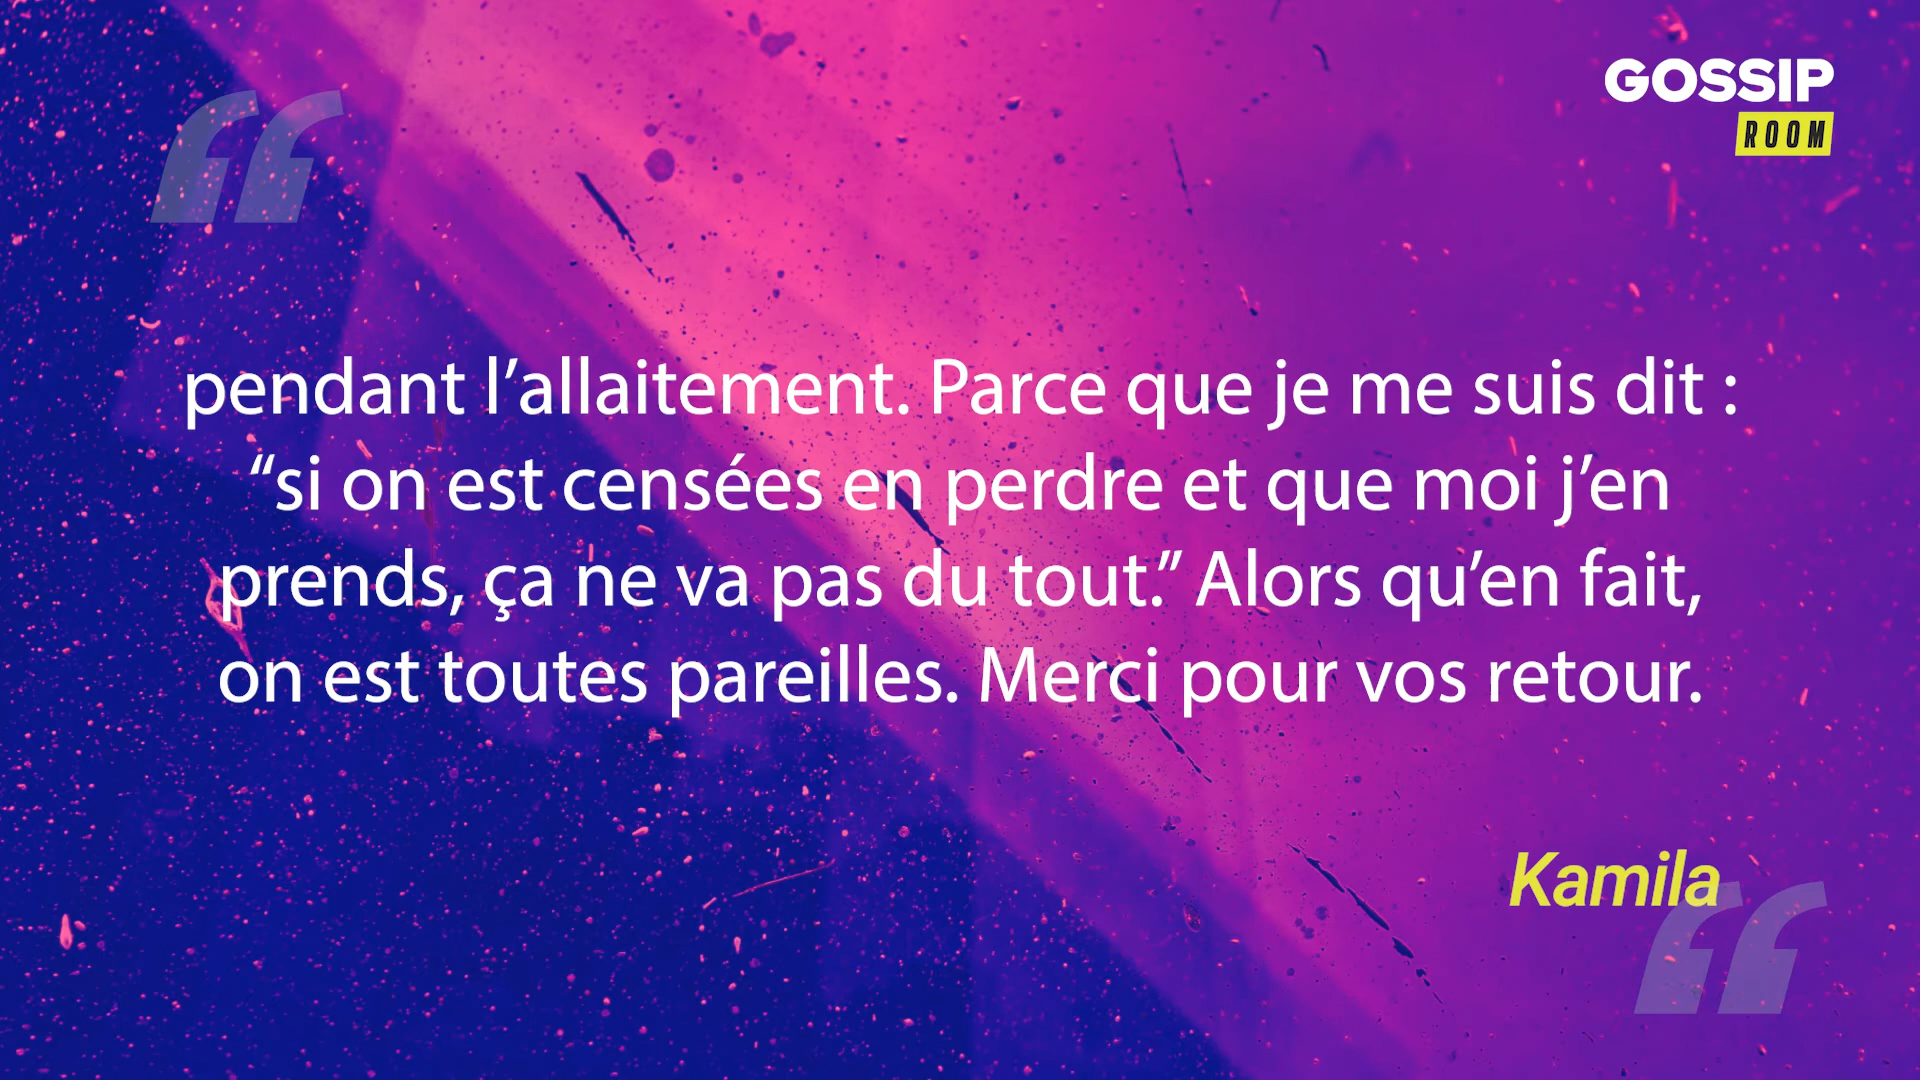 GOSSIP
ROOM
pendant l’allaitement. Parce que je me suis dit :
“si on est censées en perdre et que moi j’en
prends, ça ne va pas du tout.” Alors qu’en fait,
on est toutes pareilles. Merci pour vos retour.
Kamila